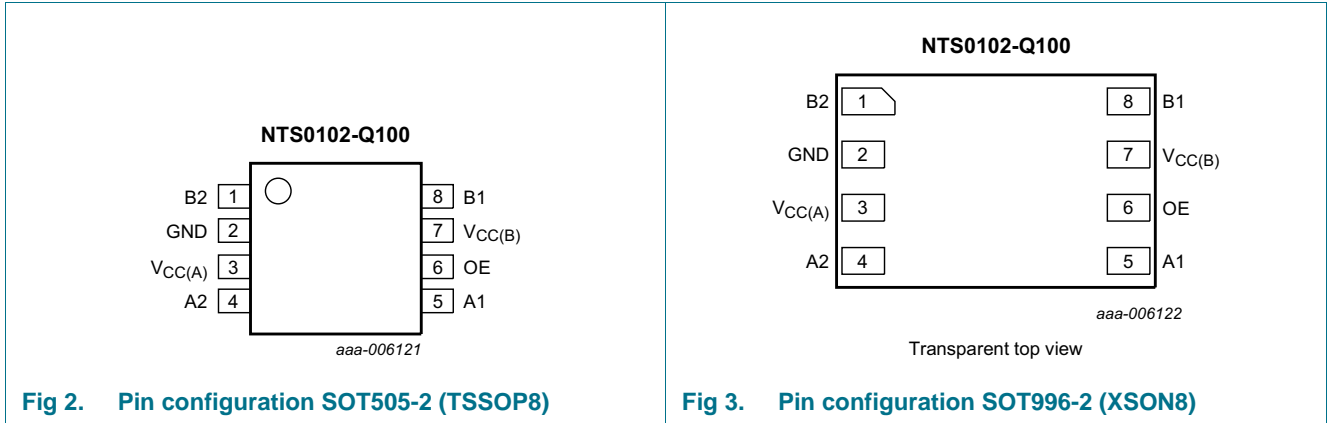 NTS0102-Q100
B2 1 8 B1
GND 2 7 VCC(B)
VCC(A) 3 6 OE
A2 4 5 A1
aaa-006121
Fig 2. Pin configuration SOT505-2 (TSSOP8)
NTS0102-Q100
B2 1 8 B1
GND 2 7 VCC(B)
VCC(A) 3 6 OE
A2 4 5 A1
aaa-006122
Transparent top view
Fig 3. Pin configuration SOT996-2 (XSON8)